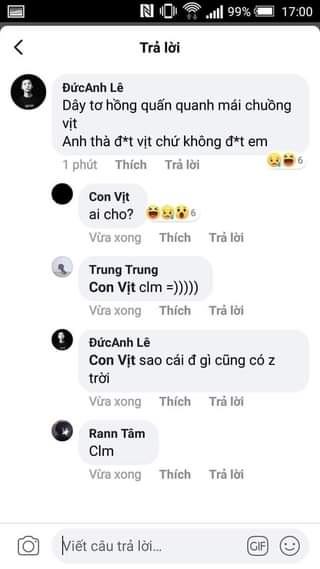 99% 17:00
Trả lời
ĐứcAnh Lê
Dây tơ hồng quấn quanh mái chuồng
vịt
Anh thà đ*t vịt chứ không đ*t em
1 phút Thích Trả lời 6
Con Vịt
ai cho? 6
Vừa xong Thích Trả lời
Trung Trung
Con Vịt clm =)))))
Vừa xong Thích Trả lời
ĐứcAnh Lê
Con Vịt sao cái đ gì cũng có z
trời
Vừa xong Thích Trả lời
Rann Tâm
Clm
Vừa xong Thích Trả lời
Viết câu trả lời... GIF